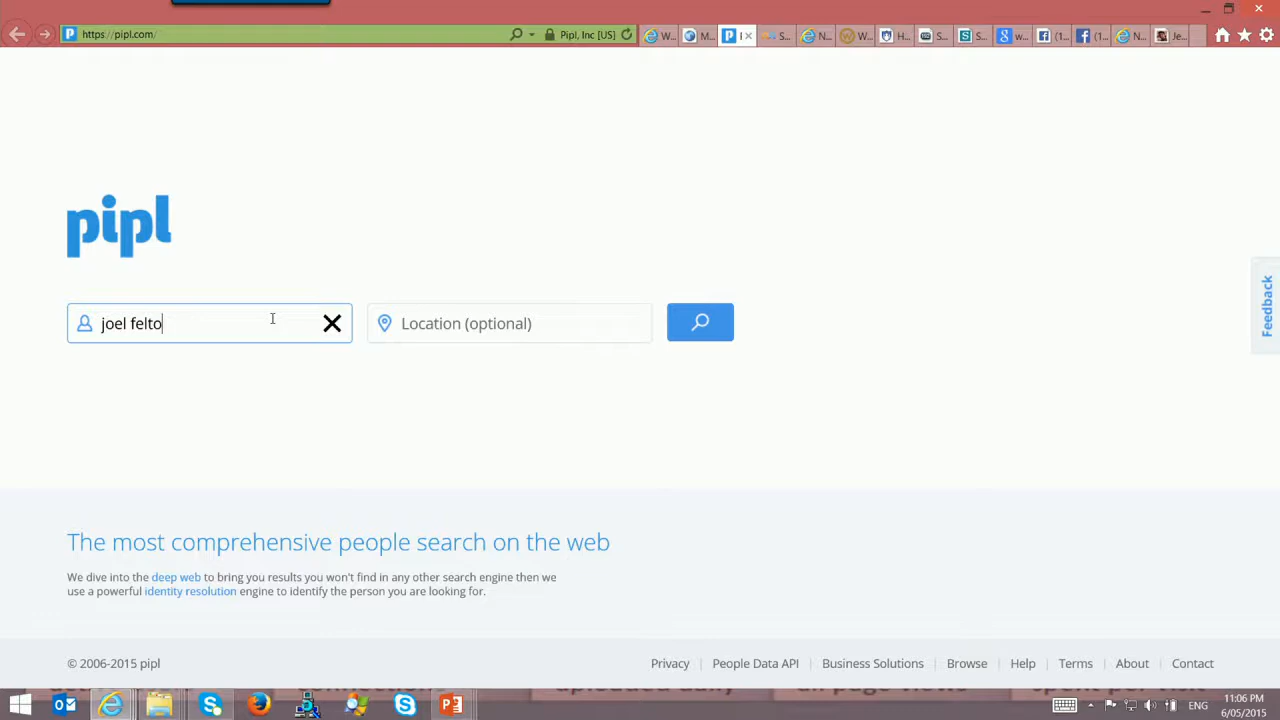 https://pipl.com/
Pipl, Inc [US]
W...
M...
S...
N...
W...
H...
S...
S...
w...
(1...
(1...
N...
Je...
pipl
joel felto
Location (optional)
Feedback
The most comprehensive people search on the web
We dive into the deep web to bring you results you won't find in any other search engine then we
use a powerful identity resolution engine to identify the person you are looking for.
© 2006-2015 pipl
Privacy
People Data API
Business Solutions
Browse
Help
Terms
About
Contact
ENG
11:06 PM
6/05/2015